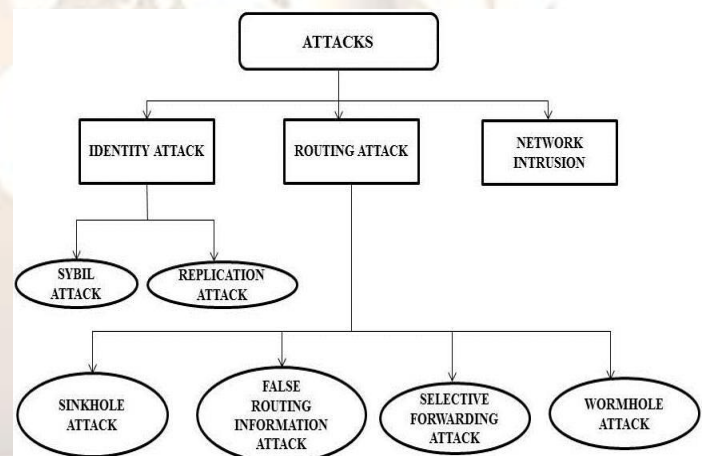 ATTACKS
IDENTITY ATTACK
ROUTING ATTACK
NETWORK
INTRUSION
SYBIL
ATTACK
REPLICATION
ATTACK
SINKHOLE
ATTACK
FALSE
ROUTING
INFORMATION
ATTACK
SELECTIVE
FORWARDING
ATTACK
WORMHOLE
ATTACK